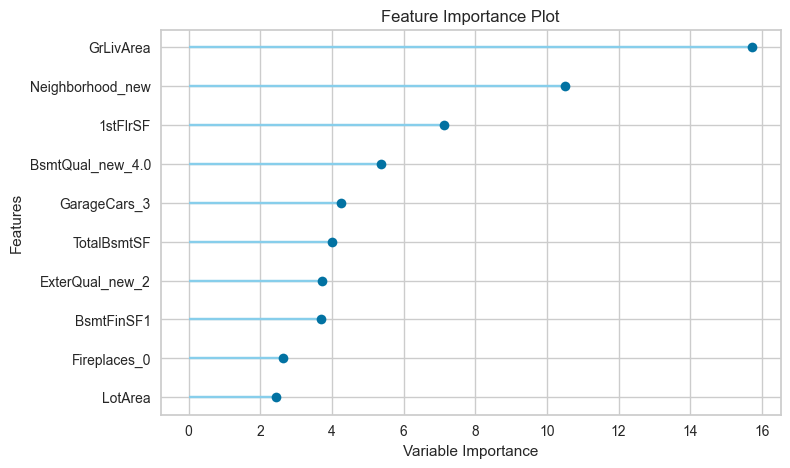 Feature Importance Plot
Features
GrLivArea
Neighborhood_new
1stFlrSF
BsmtQual_new_4.0
GarageCars_3
TotalBsmtSF
ExterQual_new_2
BsmtFinSF1
Fireplaces_0
LotArea
0 2 4 6 8 10 12 14 16
Variable Importance